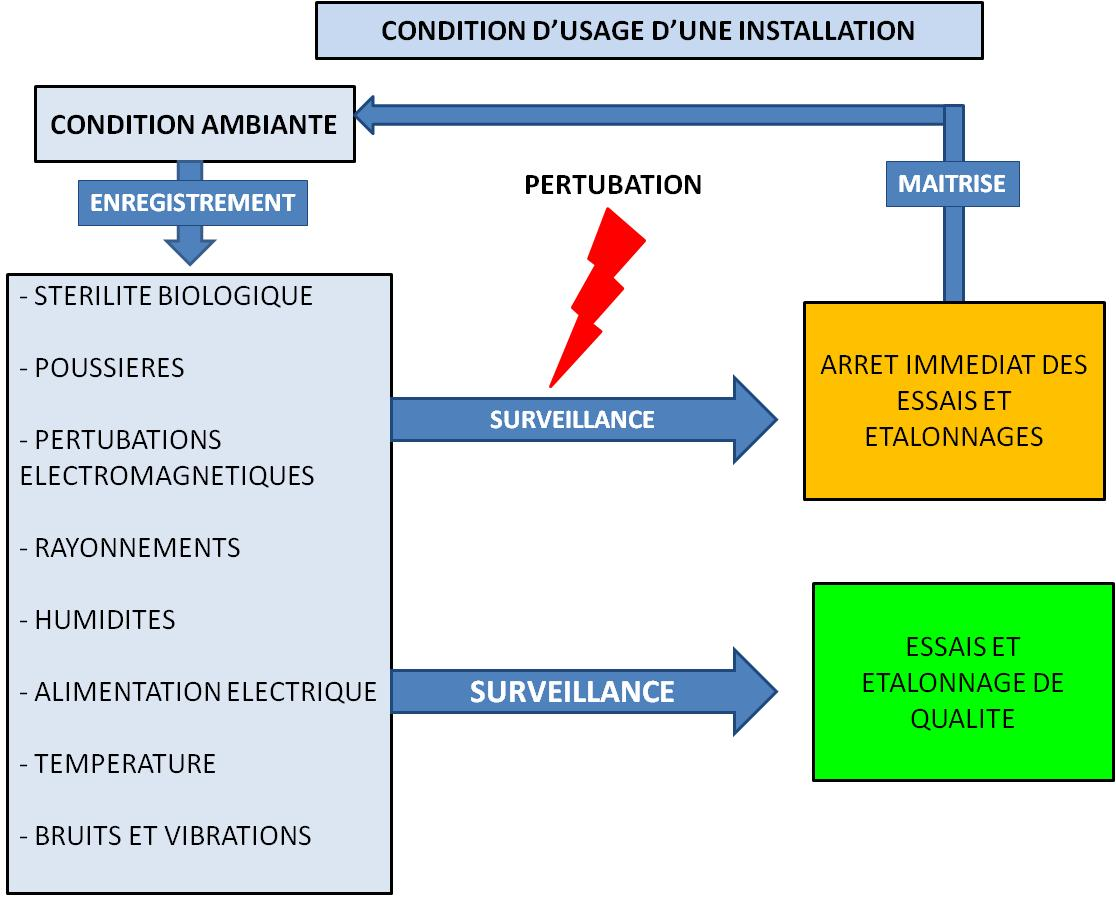 CONDITION D'USAGE D'UNE INSTALLATION
CONDITION AMBIANTE
ENREGISTREMENT
PERTUBATION
MAITRISE
- STERILITE BIOLOGIQUE
- POUSSIERES
- PERTUBATIONS
ELECTROMAGNETIQUES
- RAYONNEMENTS
- HUMIDITES
- ALIMENTATION ELECTRIQUE
- TEMPERATURE
- BRUITS ET VIBRATIONS
SURVEILLANCE
ARRET IMMEDIAT DES
ESSAIS ET
ETALONNAGES
SURVEILLANCE
ESSAIS ET
ETALONNAGE DE
QUALITE